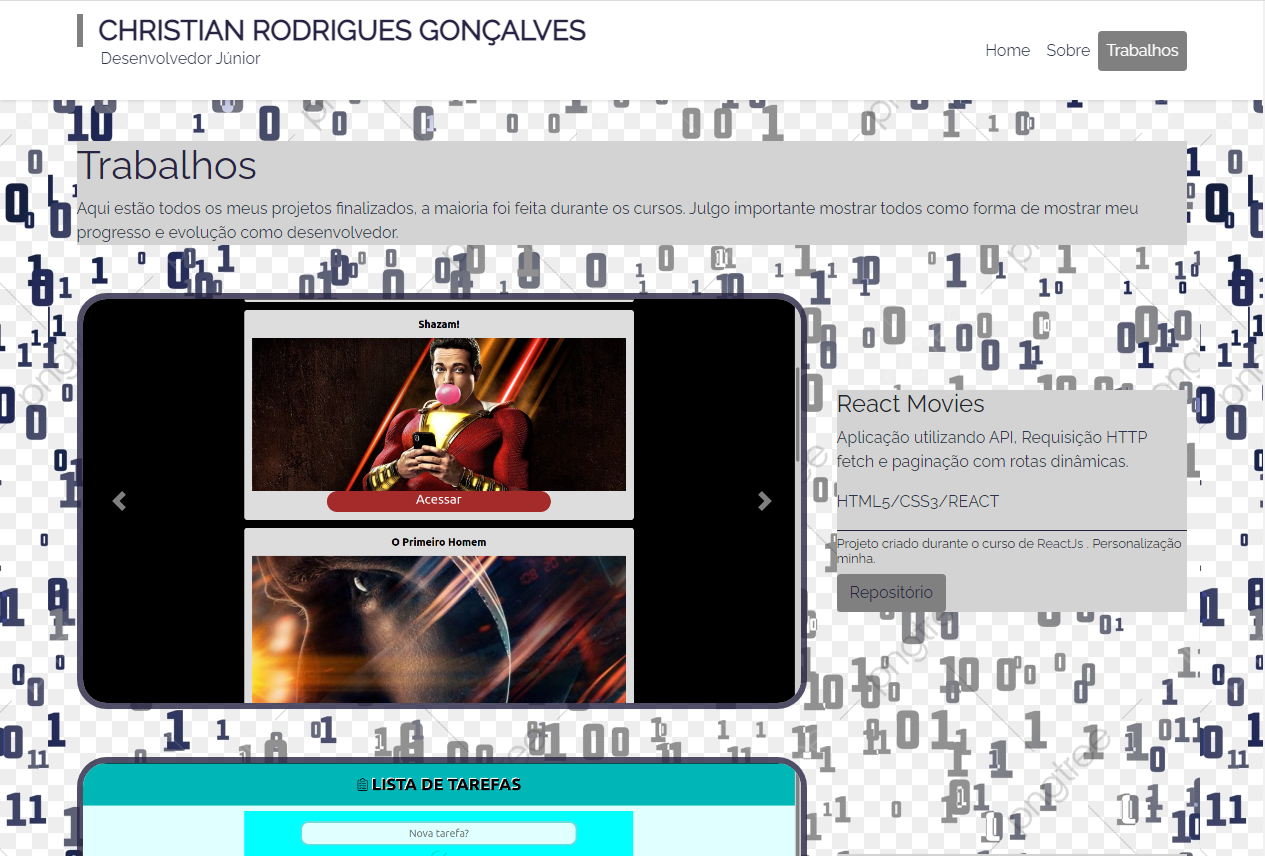 CHRISTIAN RODRIGUES GONÇALVES
Desenvolvedor Júnior
Home Sobre Trabalhos
Trabalhos
Aqui estão todos os meus projetos finalizados, a maioria foi feita durante os cursos. Julgo importante mostrar todos como forma de mostrar meu
progresso e evolução como desenvolvedor.
Shazam!
Acessar
O Primeiro Homem
React Movies
Aplicação utilizando API, Requisição HTTP
fetch e paginação com rotas dinâmicas.
HTML5/CSS3/REACT
Projeto criado durante o curso de ReactJs . Personalização
minha.
Repositório
LISTA DE TAREFAS
Nova tarefa?
pngtree